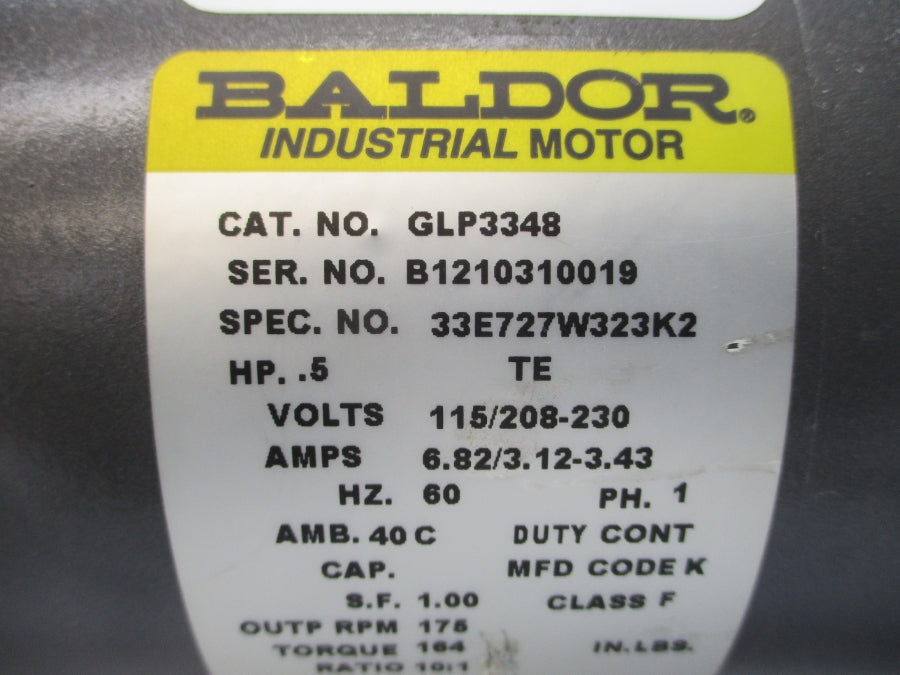 BALDOR®
INDUSTRIAL MOTOR
CAT. NO. GLP3348
SER. NO. B1210310019
SPEC. NO. 33E727W323K2
HP. .5 TE
VOLTS 115/208-230
AMPS 6.82/3.12-3.43
HZ. 60 PH. 1
AMB. 40 C DUTY CONT
CAP. MFD CODE K
S.F. 1.00 CLASS F
OUTP RPM 175
TORQUE 164 IN.LBS.
RATIO 10:1